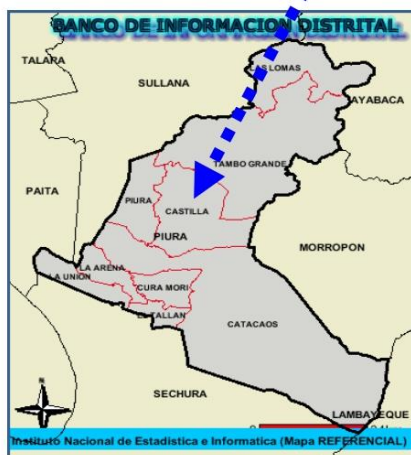 BANCO DE INFORMACION DISTRITAL
TALARA
SULLANA
LAS LOMAS
AYABACA
TAMBO GRANDE
PAITA
PIURA
CASTILLA
PIURA
MORROPON
LA ARENA
LA UNION
CURA MORI
EL TALLAN
CATACAOS
SECHURA
N
LAMBAYEQUE
Instituto Nacional de Estadistica e Informatica (Mapa REFERENCIAL)